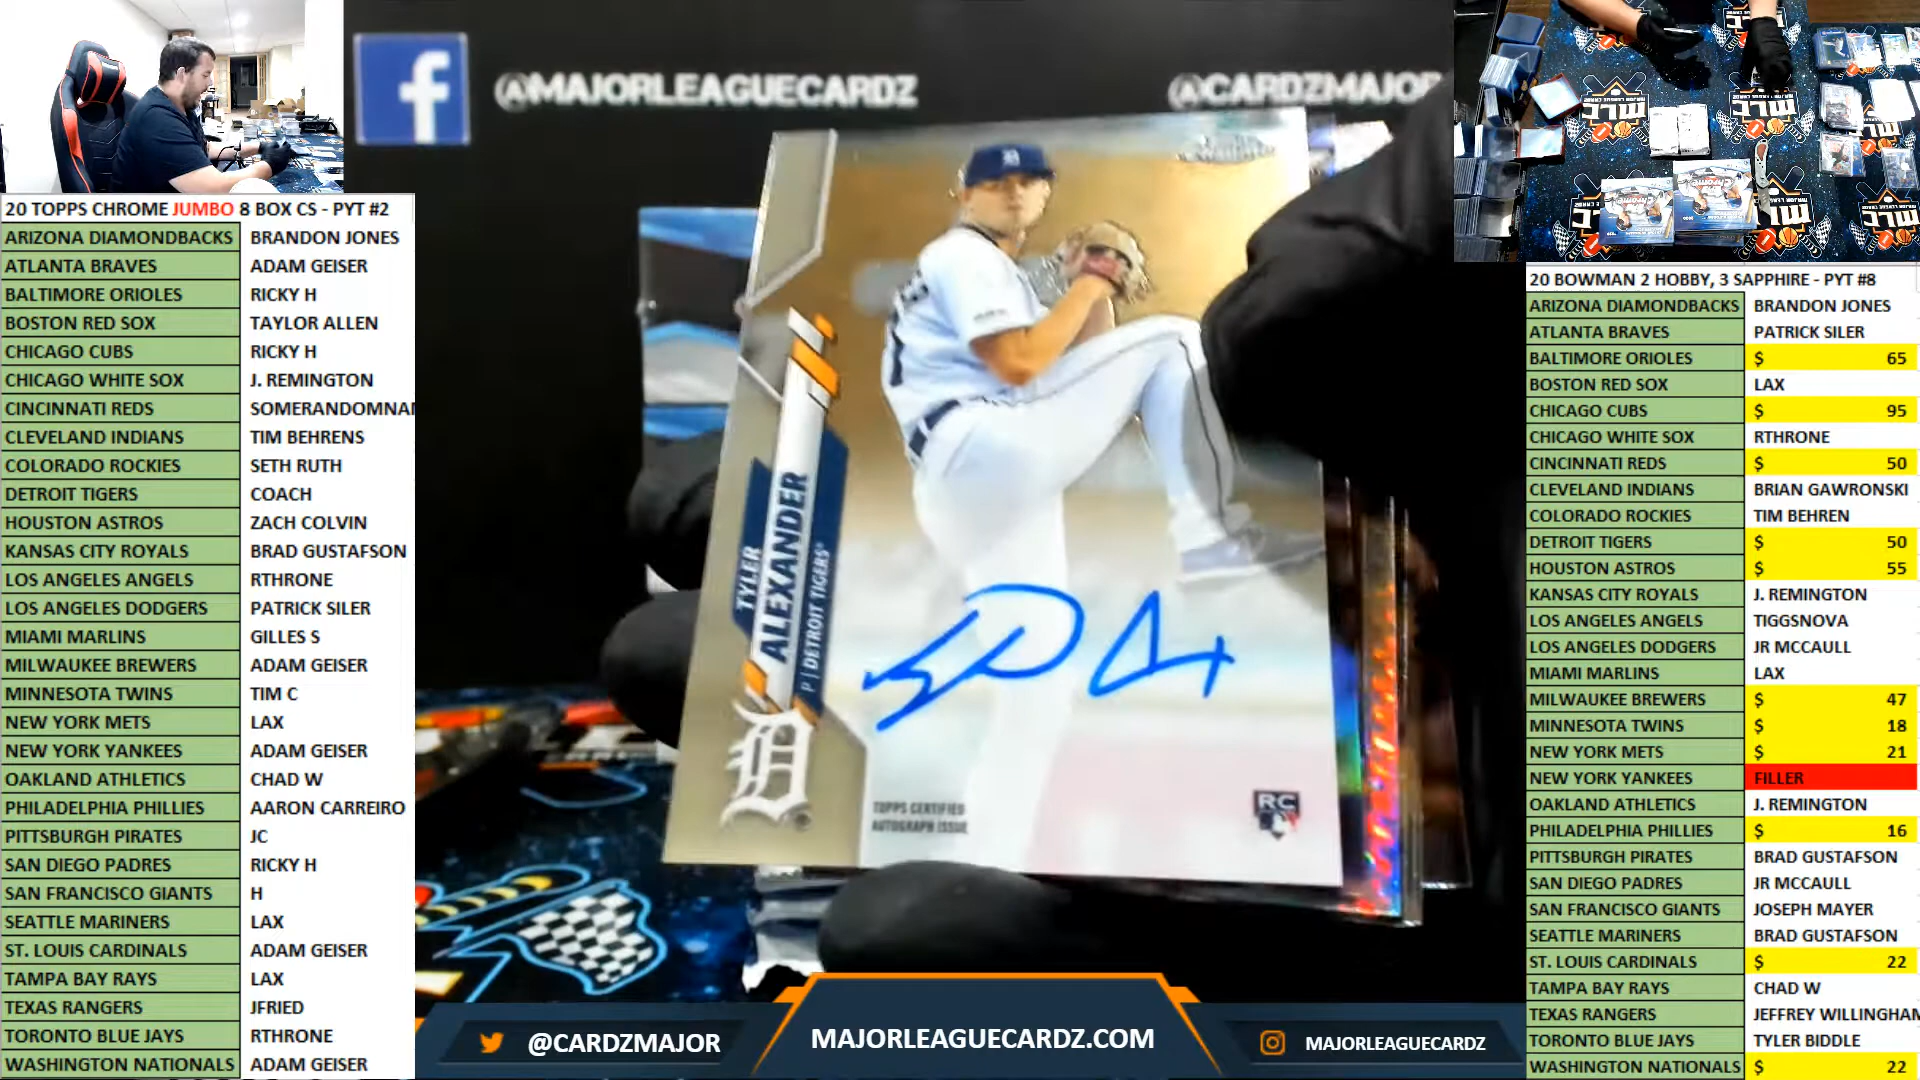 @MAJORLEAGUECARDZ
@CARDZMAJOR
20 TOPPS CHROME JUMBO 8 BOX CS - PYT #2
ARIZONA DIAMONDBACKS BRANDON JONES
ATLANTA BRAVES ADAM GEISER
BALTIMORE ORIOLES RICKY H
BOSTON RED SOX TAYLOR ALLEN
CHICAGO CUBS RICKY H
CHICAGO WHITE SOX J. REMINGTON
CINCINNATI REDS SOMERANDOMNA
CLEVELAND INDIANS TIM BEHRENS
COLORADO ROCKIES SETH RUTH
DETROIT TIGERS COACH
HOUSTON ASTROS ZACH COLVIN
KANSAS CITY ROYALS BRAD GUSTAFSON
LOS ANGELES ANGELS RTHRONE
LOS ANGELES DODGERS PATRICK SILER
MIAMI MARLINS GILLES S
MILWAUKEE BREWERS ADAM GEISER
MINNESOTA TWINS TIM C
NEW YORK METS LAX
NEW YORK YANKEES ADAM GEISER
OAKLAND ATHLETICS CHAD W
PHILADELPHIA PHILLIES AARON CARREIRO
PITTSBURGH PIRATES JC
SAN DIEGO PADRES RICKY H
SAN FRANCISCO GIANTS H
SEATTLE MARINERS LAX
ST. LOUIS CARDINALS ADAM GEISER
TAMPA BAY RAYS LAX
TEXAS RANGERS JFRIED
TORONTO BLUE JAYS RTHRONE
WASHINGTON NATIONALS ADAM GEISER
TYLER
ALEXANDER
P | DETROIT TIGERS
TOPPS CERTIFIED
AUTOGRAPH ISSUE
RC
@CARDZMAJOR
MAJORLEAGUECARDZ.COM
MAJORLEAGUECARDZ
20 BOWMAN 2 HOBBY, 3 SAPPHIRE - PYT #8
ARIZONA DIAMONDBACKS BRANDON JONES
ATLANTA BRAVES PATRICK SILER
BALTIMORE ORIOLES $ 65
BOSTON RED SOX LAX
CHICAGO CUBS $ 95
CHICAGO WHITE SOX RTHRONE
CINCINNATI REDS $ 50
CLEVELAND INDIANS BRIAN GAWRONSKI
COLORADO ROCKIES TIM BEHREN
DETROIT TIGERS $ 50
HOUSTON ASTROS $ 55
KANSAS CITY ROYALS J. REMINGTON
LOS ANGELES ANGELS TIGGSNOVA
LOS ANGELES DODGERS JR MCCAULL
MIAMI MARLINS LAX
MILWAUKEE BREWERS $ 47
MINNESOTA TWINS $ 18
NEW YORK METS $ 21
NEW YORK YANKEES FILLER
OAKLAND ATHLETICS J. REMINGTON
PHILADELPHIA PHILLIES $ 16
PITTSBURGH PIRATES BRAD GUSTAFSON
SAN DIEGO PADRES JR MCCAULL
SAN FRANCISCO GIANTS JOSEPH MAYER
SEATTLE MARINERS BRAD GUSTAFSON
ST. LOUIS CARDINALS $ 22
TAMPA BAY RAYS CHAD W
TEXAS RANGERS JEFFREY WILLINGHAM
TORONTO BLUE JAYS TYLER BIDDLE
WASHINGTON NATIONALS $ 22